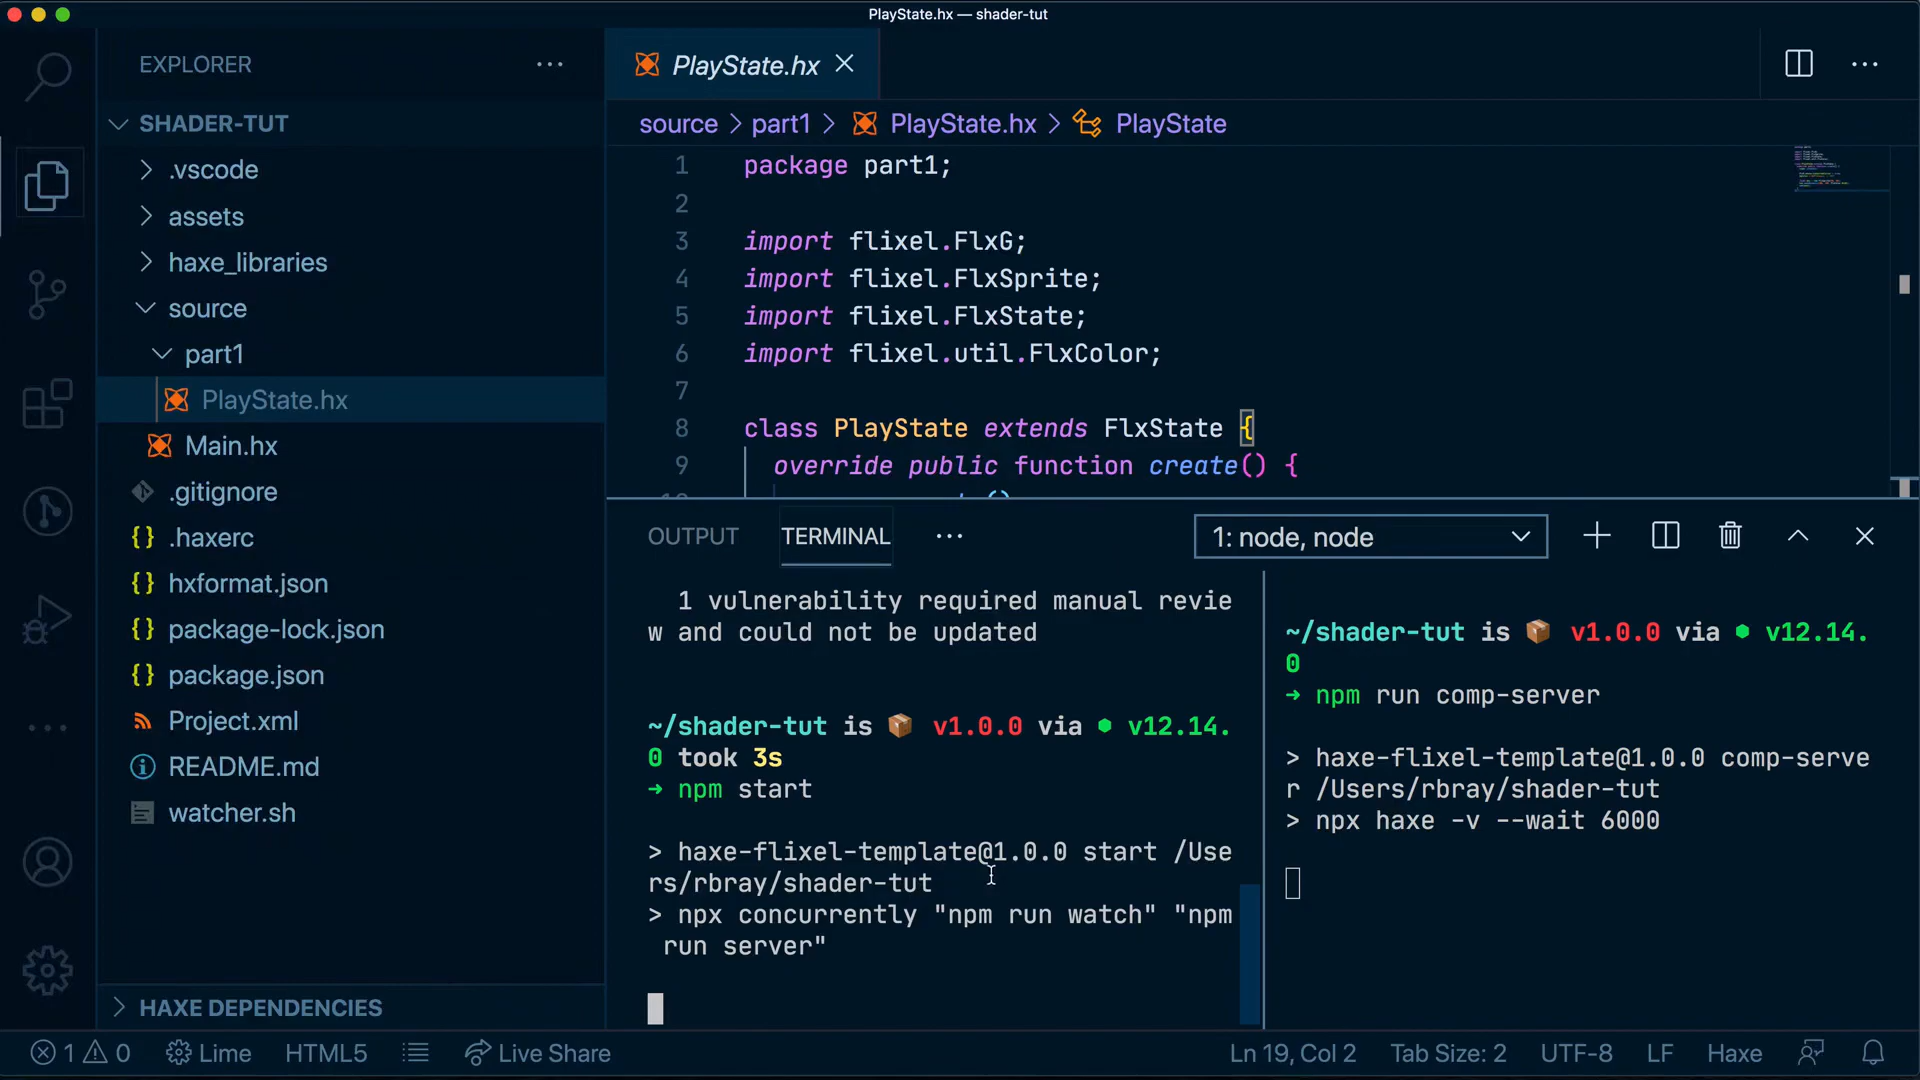 PlayState.hx — shader-tut
EXPLORER
SHADER-TUT
.vscode
assets
haxe_libraries
source
part1
PlayState.hx
Main.hx
.gitignore
{} .haxerc
{} hxformat.json
{} package-lock.json
{} package.json
Project.xml
README.md
watcher.sh
HAXE DEPENDENCIES
PlayState.hx
source > part1 > PlayState.hx > PlayState
1 package part1;
2
3 import flixel.FlxG;
4 import flixel.FlxSprite;
5 import flixel.FlxState;
6 import flixel.util.FlxColor;
7
8 class PlayState extends FlxState {
9 override public function create() {
OUTPUT TERMINAL ···
1: node, node
1 vulnerability required manual revie
w and could not be updated
~/shader-tut is 📦 v1.0.0 via ⬢ v12.14.
0 took 3s
→ npm start
> haxe-flixel-template@1.0.0 start /Use
rs/rbray/shader-tut
> npx concurrently "npm run watch" "npm
run server"
~/shader-tut is 📦 v1.0.0 via ⬢ v12.14.
0
→ npm run comp-server
> haxe-flixel-template@1.0.0 comp-serve
r /Users/rbray/shader-tut
> npx haxe -v --wait 6000
1 0 Lime HTML5 Live Share Ln 19, Col 2 Tab Size: 2 UTF-8 LF Haxe